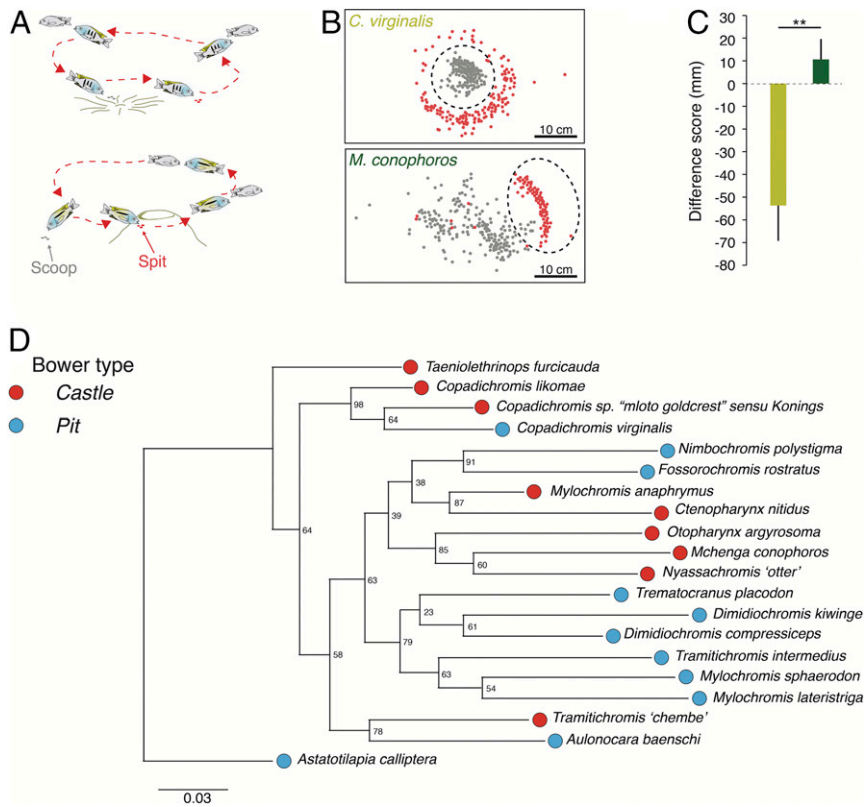 A
Scoop
Spit
B
C. virginalis
10 cm
M. conophoros
10 cm
C
**
Difference score (mm)
20
10
0
-10
-20
-30
-40
-50
-60
-70
-80
D
Bower type
Castle
Pit
Taeniolethrinops furcicauda
Copadichromis likomae
98
Copadichromis sp. “mloto goldcrest” sensu Konings
64
Copadichromis virginalis
Nimbochromis polystigma
91
Fossorochromis rostratus
38
Mylochromis anaphrymus
87
Ctenopharynx nitidus
39
Otopharynx argyrosoma
64
85
Mchenga conophoros
60
63
Nyassachromis ‘otter’
Trematocranus placodon
23
Dimidiochromis kiwinge
61
Dimidiochromis compressiceps
79
58
Tramitichromis intermedius
63
Mylochromis sphaerodon
54
Mylochromis lateristriga
Tramitichromis ‘chembe’
78
Aulonocara baenschi
Astatotilapia calliptera
0.03